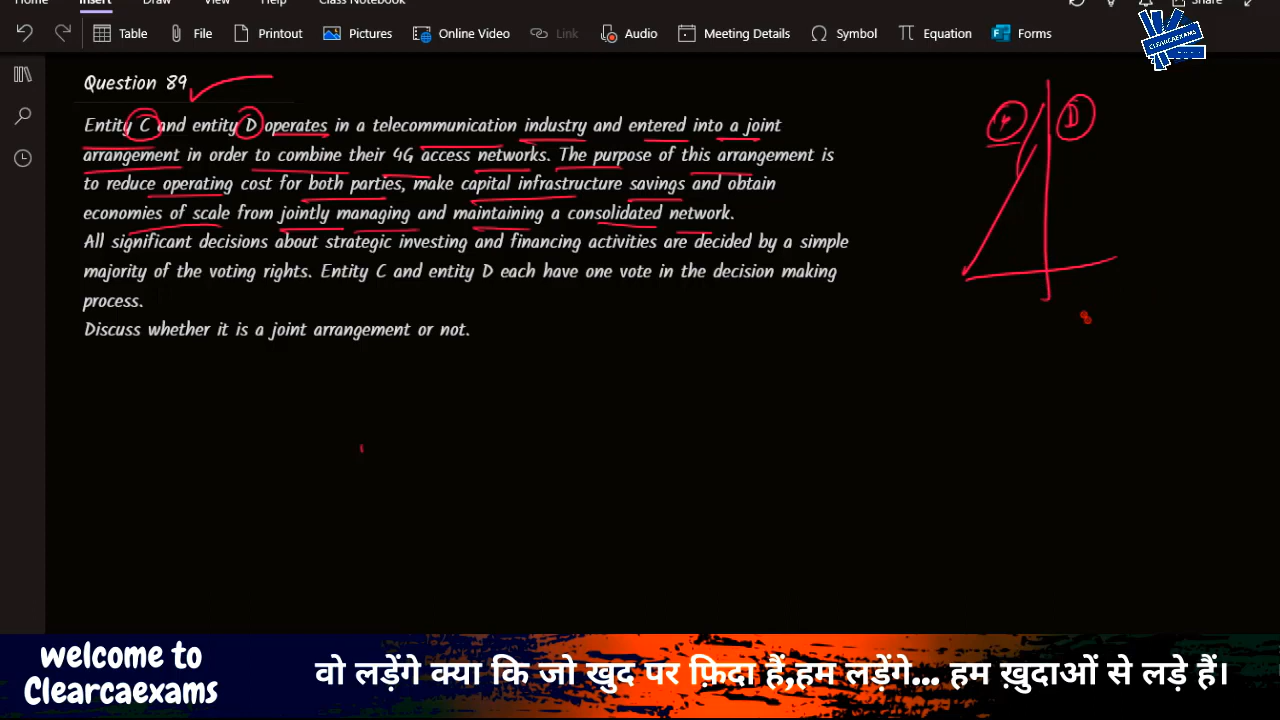 Home Insert Draw View Help Class Notebook Share
Table File Printout Pictures Online Video Link Audio Meeting Details Symbol Equation Forms
CLEARCAEXAMS
Question 89
Entity C and entity D operates in a telecommunication industry and entered into a joint
arrangement in order to combine their 4G access networks. The purpose of this arrangement is
to reduce operating cost for both parties, make capital infrastructure savings and obtain
economies of scale from jointly managing and maintaining a consolidated network.
All significant decisions about strategic investing and financing activities are decided by a simple
majority of the voting rights. Entity C and entity D each have one vote in the decision making
process.
Discuss whether it is a joint arrangement or not.
D
welcome to
Clearcaexams
वो लड़ेंगे क्या कि जो खुद पर फ़िदा हैं,हम लड़ेंगे... हम ख़ुदाओं से लड़े हैं।